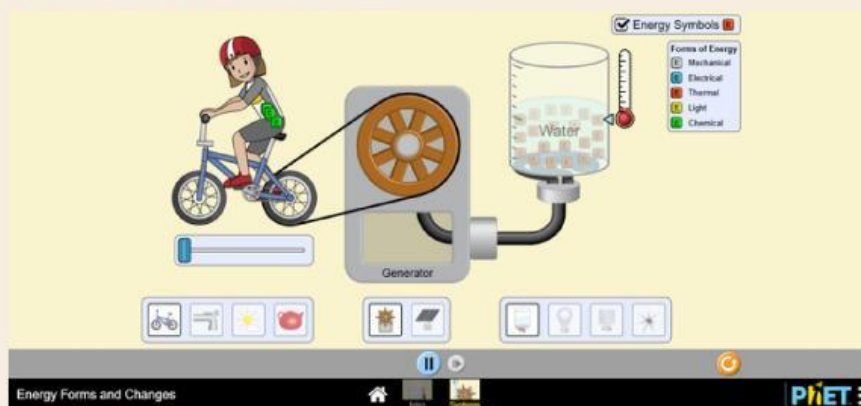 Energy Symbols E
Forms of Energy
E Mechanical
E Electrical
E Thermal
E Light
E Chemical
Water
Generator
Energy Forms and Changes
PhET